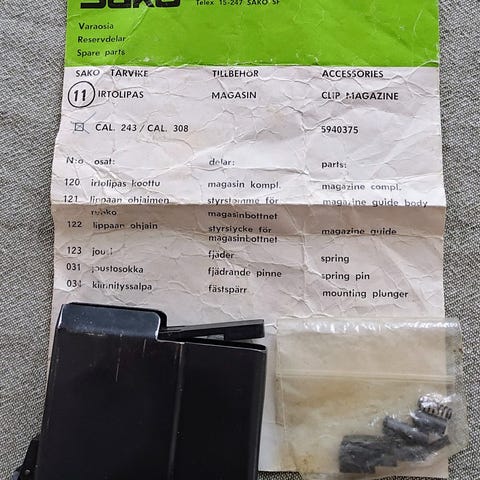 Sako
Telex 15-247 SAKO SF
Varaosia
Reservdelar
Spare parts
SAKO TARVIKE TILLBEHÖR ACCESSORIES
11 IRTOLIPAS MAGASIN CLIP MAGAZINE
CAL. 243 / CAL. 308 5940375
N:o osat: delar: parts:
120 irtolipas koottu magasin kompl. magazine compl.
121 lippaan ohjaimen styrstomme för magazine guide body
runko magasinbottnet
122 lippaan ohjain styrstycke för magazine guide
magasinbottnet
123 jousi fjäder spring
031 joustosokka fjädrande pinne spring pin
034 kiinnityssalpa fästspärr mounting plunger